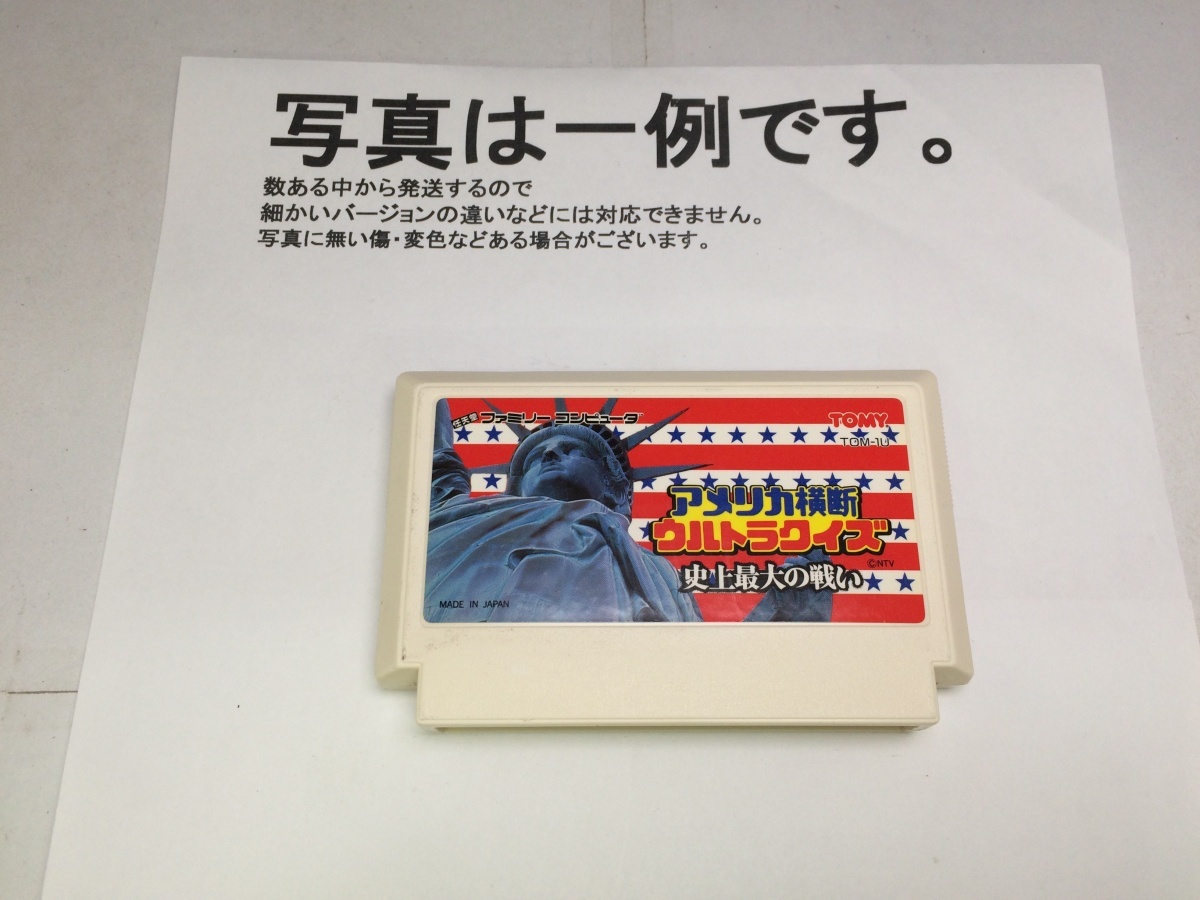 写真は一例です。
数ある中から発送するので
細かいバージョンの違いなどには対応できません。
写真に無い傷・変色などある場合がございます。
任天堂 ファミリー コンピュータ
TOMY
TOM-10
アメリカ横断
ウルトラクイズ
©NTV
史上最大の戦い
MADE IN JAPAN